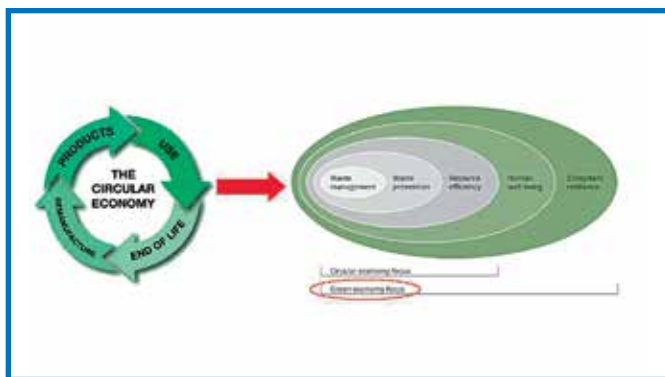 PRODUCTS
USE
END OF LIFE
REMANUFACTURE
THE
CIRCULAR
ECONOMY
Waste
management
Waste
prevention
Resource
efficiency
Human
well-being
Ecosystem
resilience
Circular economy focus
Green economy focus